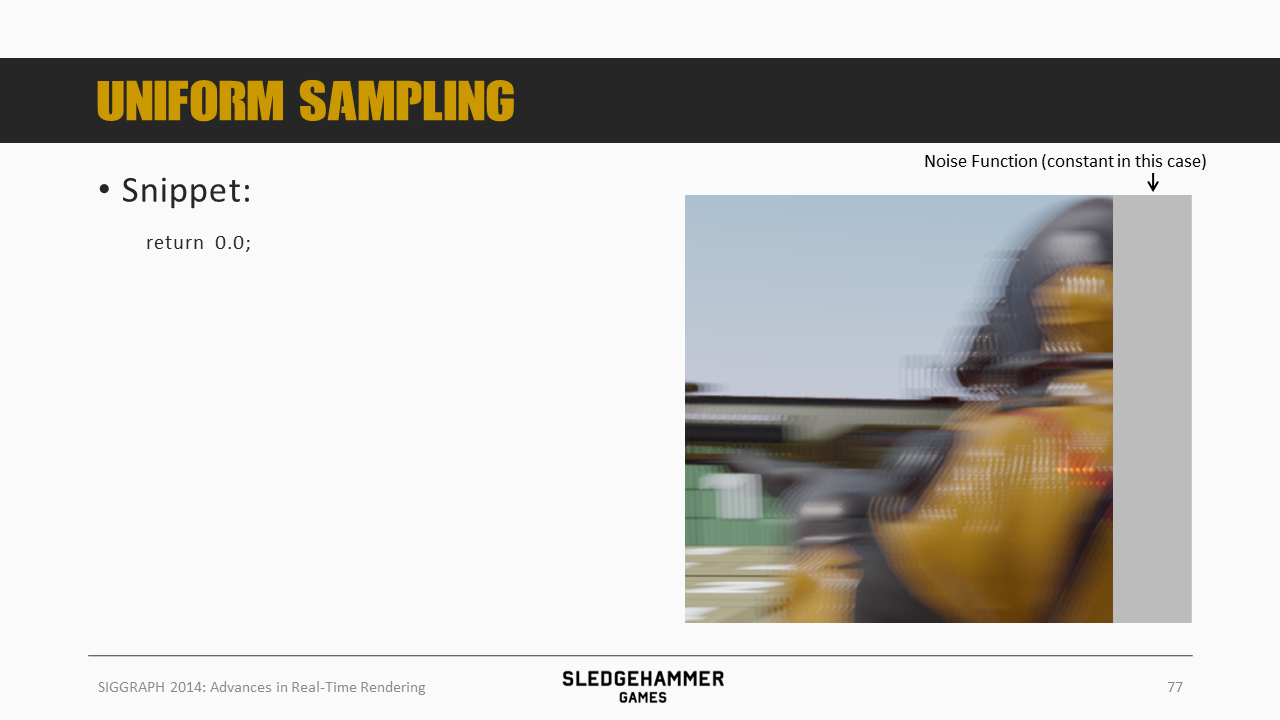 UNIFORM SAMPLING
Noise Function (constant in this case)
• Snippet:
return 0.0;
SIGGRAPH 2014: Advances in Real-Time Rendering
SLEDGEHAMMER
GAMES
77